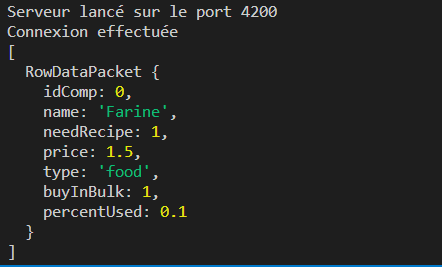 Serveur lancé sur le port 4200
Connexion effectuée
[
  RowDataPacket {
    idComp: 0,
    name: 'Farine',
    needRecipe: 1,
    price: 1.5,
    type: 'food',
    buyInBulk: 1,
    percentUsed: 0.1
  }
]